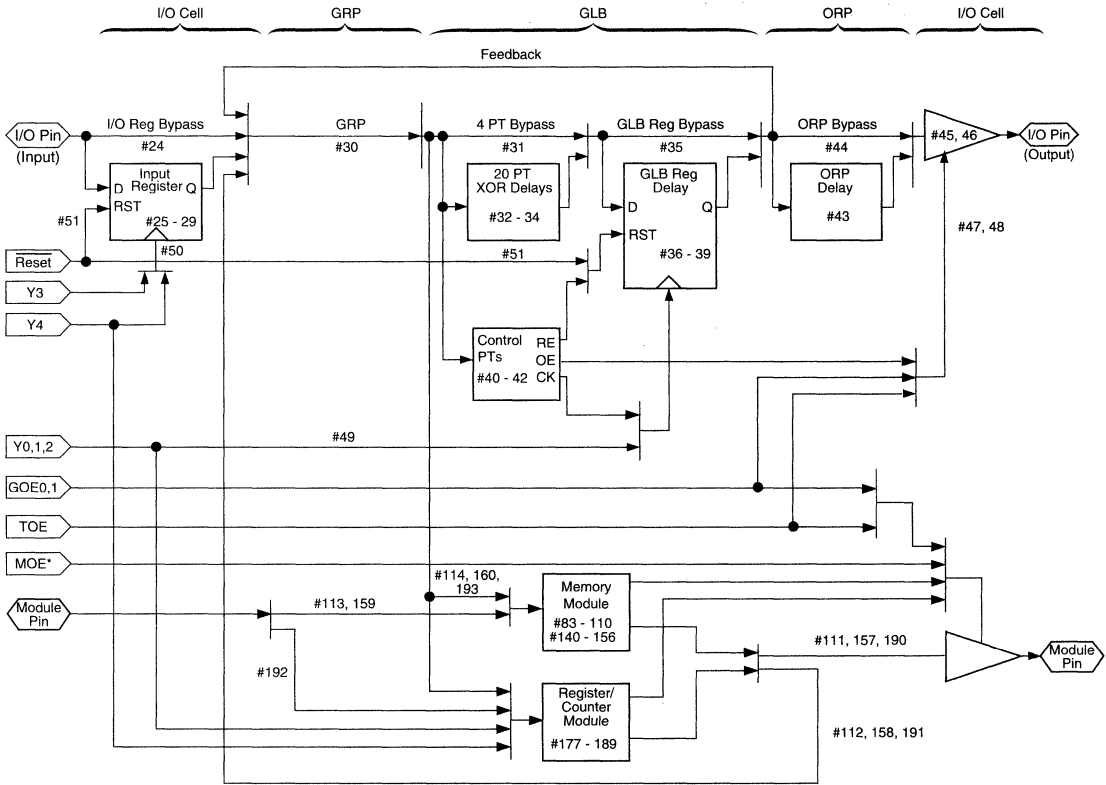 I/O Cell
GRP
GLB
ORP
I/O Cell
Feedback
I/O Pin
(Input)
I/O Reg Bypass
#24
GRP
#30
4 PT Bypass
#31
GLB Reg Bypass
#35
ORP Bypass
#44
#45, 46
I/O Pin
(Output)
Input
Register
D
Q
RST
#25 - 29
#51
#50
20 PT
XOR Delays
#32 - 34
GLB Reg
Delay
D
Q
RST
#36 - 39
ORP
Delay
#43
#47, 48
Reset
#51
Y3
Y4
Control
PTs
#40 - 42
RE
OE
CK
Y0,1,2
#49
GOE0,1
TOE
MOE*
Module
Pin
#113, 159
#114, 160,
193
Memory
Module
#83 - 110
#140 - 156
#111, 157, 190
Module
Pin
#192
Register/
Counter
Module
#177 - 189
#112, 158, 191